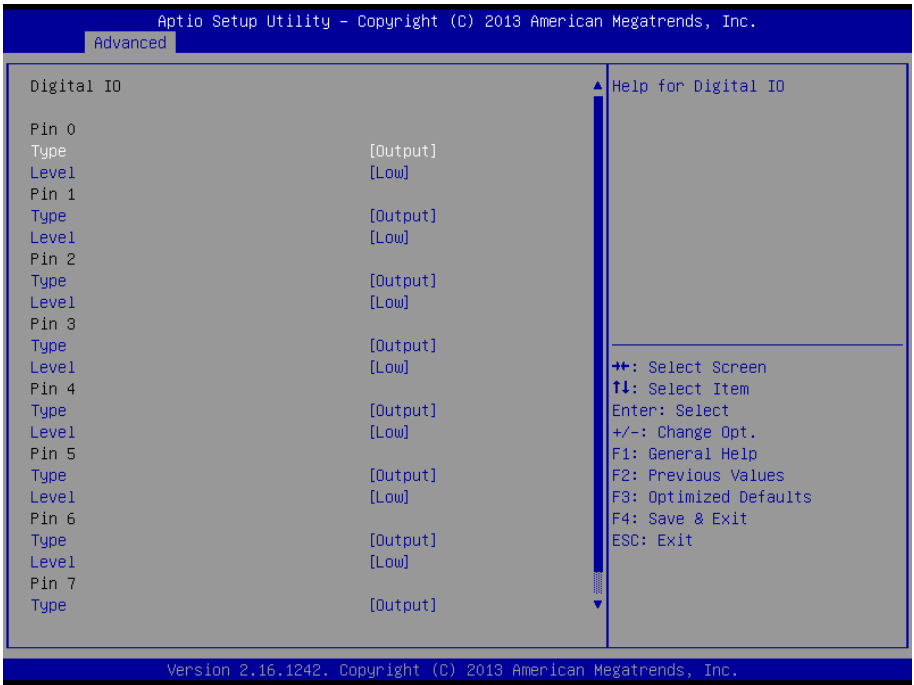 Aptio Setup Utility – Copyright (C) 2013 American Megatrends, Inc.
Advanced
Digital IO
Pin 0
Type [Output]
Level [Low]
Pin 1
Type [Output]
Level [Low]
Pin 2
Type [Output]
Level [Low]
Pin 3
Type [Output]
Level [Low]
Pin 4
Type [Output]
Level [Low]
Pin 5
Type [Output]
Level [Low]
Pin 6
Type [Output]
Level [Low]
Pin 7
Type [Output]
Help for Digital IO
→←: Select Screen
↑↓: Select Item
Enter: Select
+/-: Change Opt.
F1: General Help
F2: Previous Values
F3: Optimized Defaults
F4: Save & Exit
ESC: Exit
Version 2.16.1242. Copyright (C) 2013 American Megatrends, Inc.